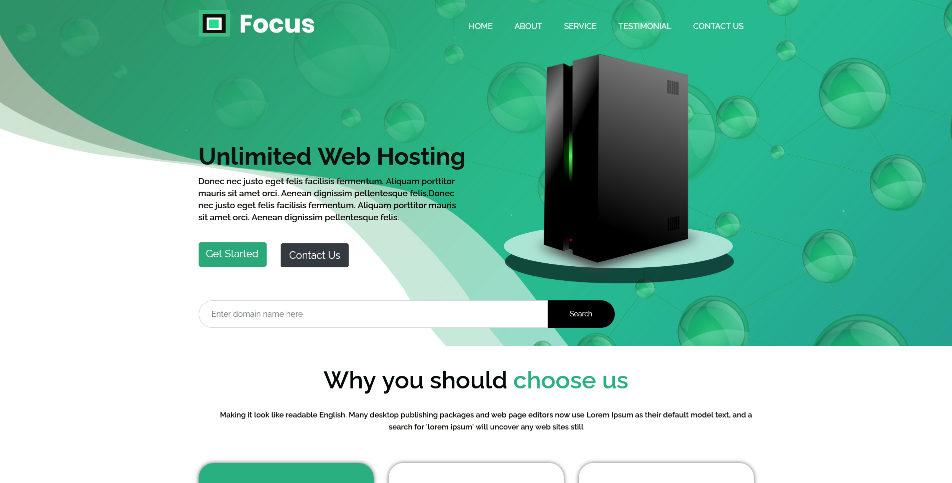 Focus
HOME ABOUT SERVICE TESTIMONIAL CONTACT US
Unlimited Web Hosting
Donec nec justo eget felis facilisis fermentum. Aliquam porttitor
mauris sit amet orci. Aenean dignissim pellentesque felis.Donec
nec justo eget felis facilisis fermentum. Aliquam porttitor mauris
sit amet orci. Aenean dignissim pellentesque felis.
Get Started Contact Us
Enter domain name here Search
Why you should choose us
Making it look like readable English. Many desktop publishing packages and web page editors now use Lorem Ipsum as their default model text, and a
search for 'lorem ipsum' will uncover any web sites still